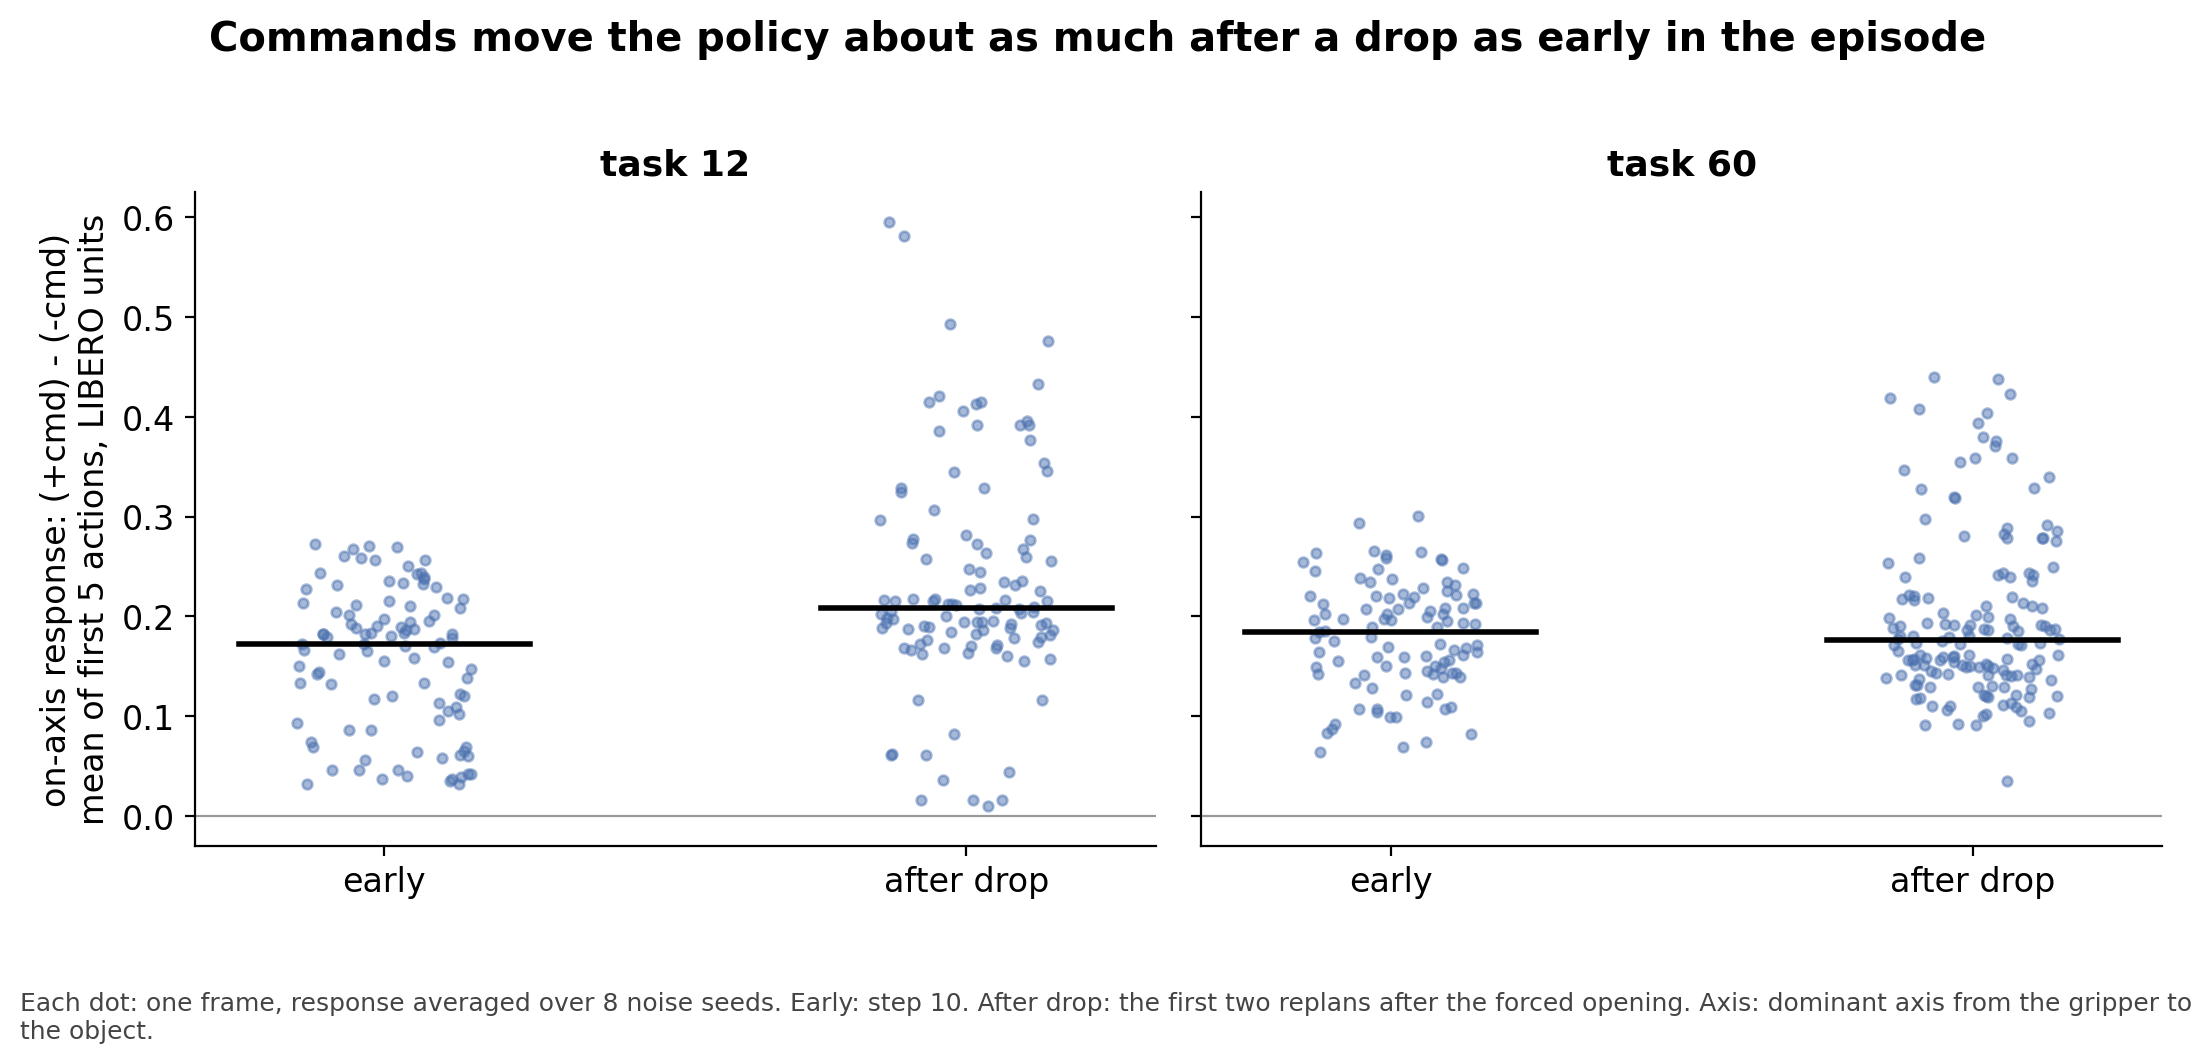 Commands move the policy about as much after a drop as early in the episode
task 12
task 60
on-axis response: (+cmd) - (-cmd)
mean of first 5 actions, LIBERO units
0.6
0.5
0.4
0.3
0.2
0.1
0.0
early
after drop
early
after drop
Each dot: one frame, response averaged over 8 noise seeds. Early: step 10. After drop: the first two replans after the forced opening. Axis: dominant axis from the gripper to
the object.